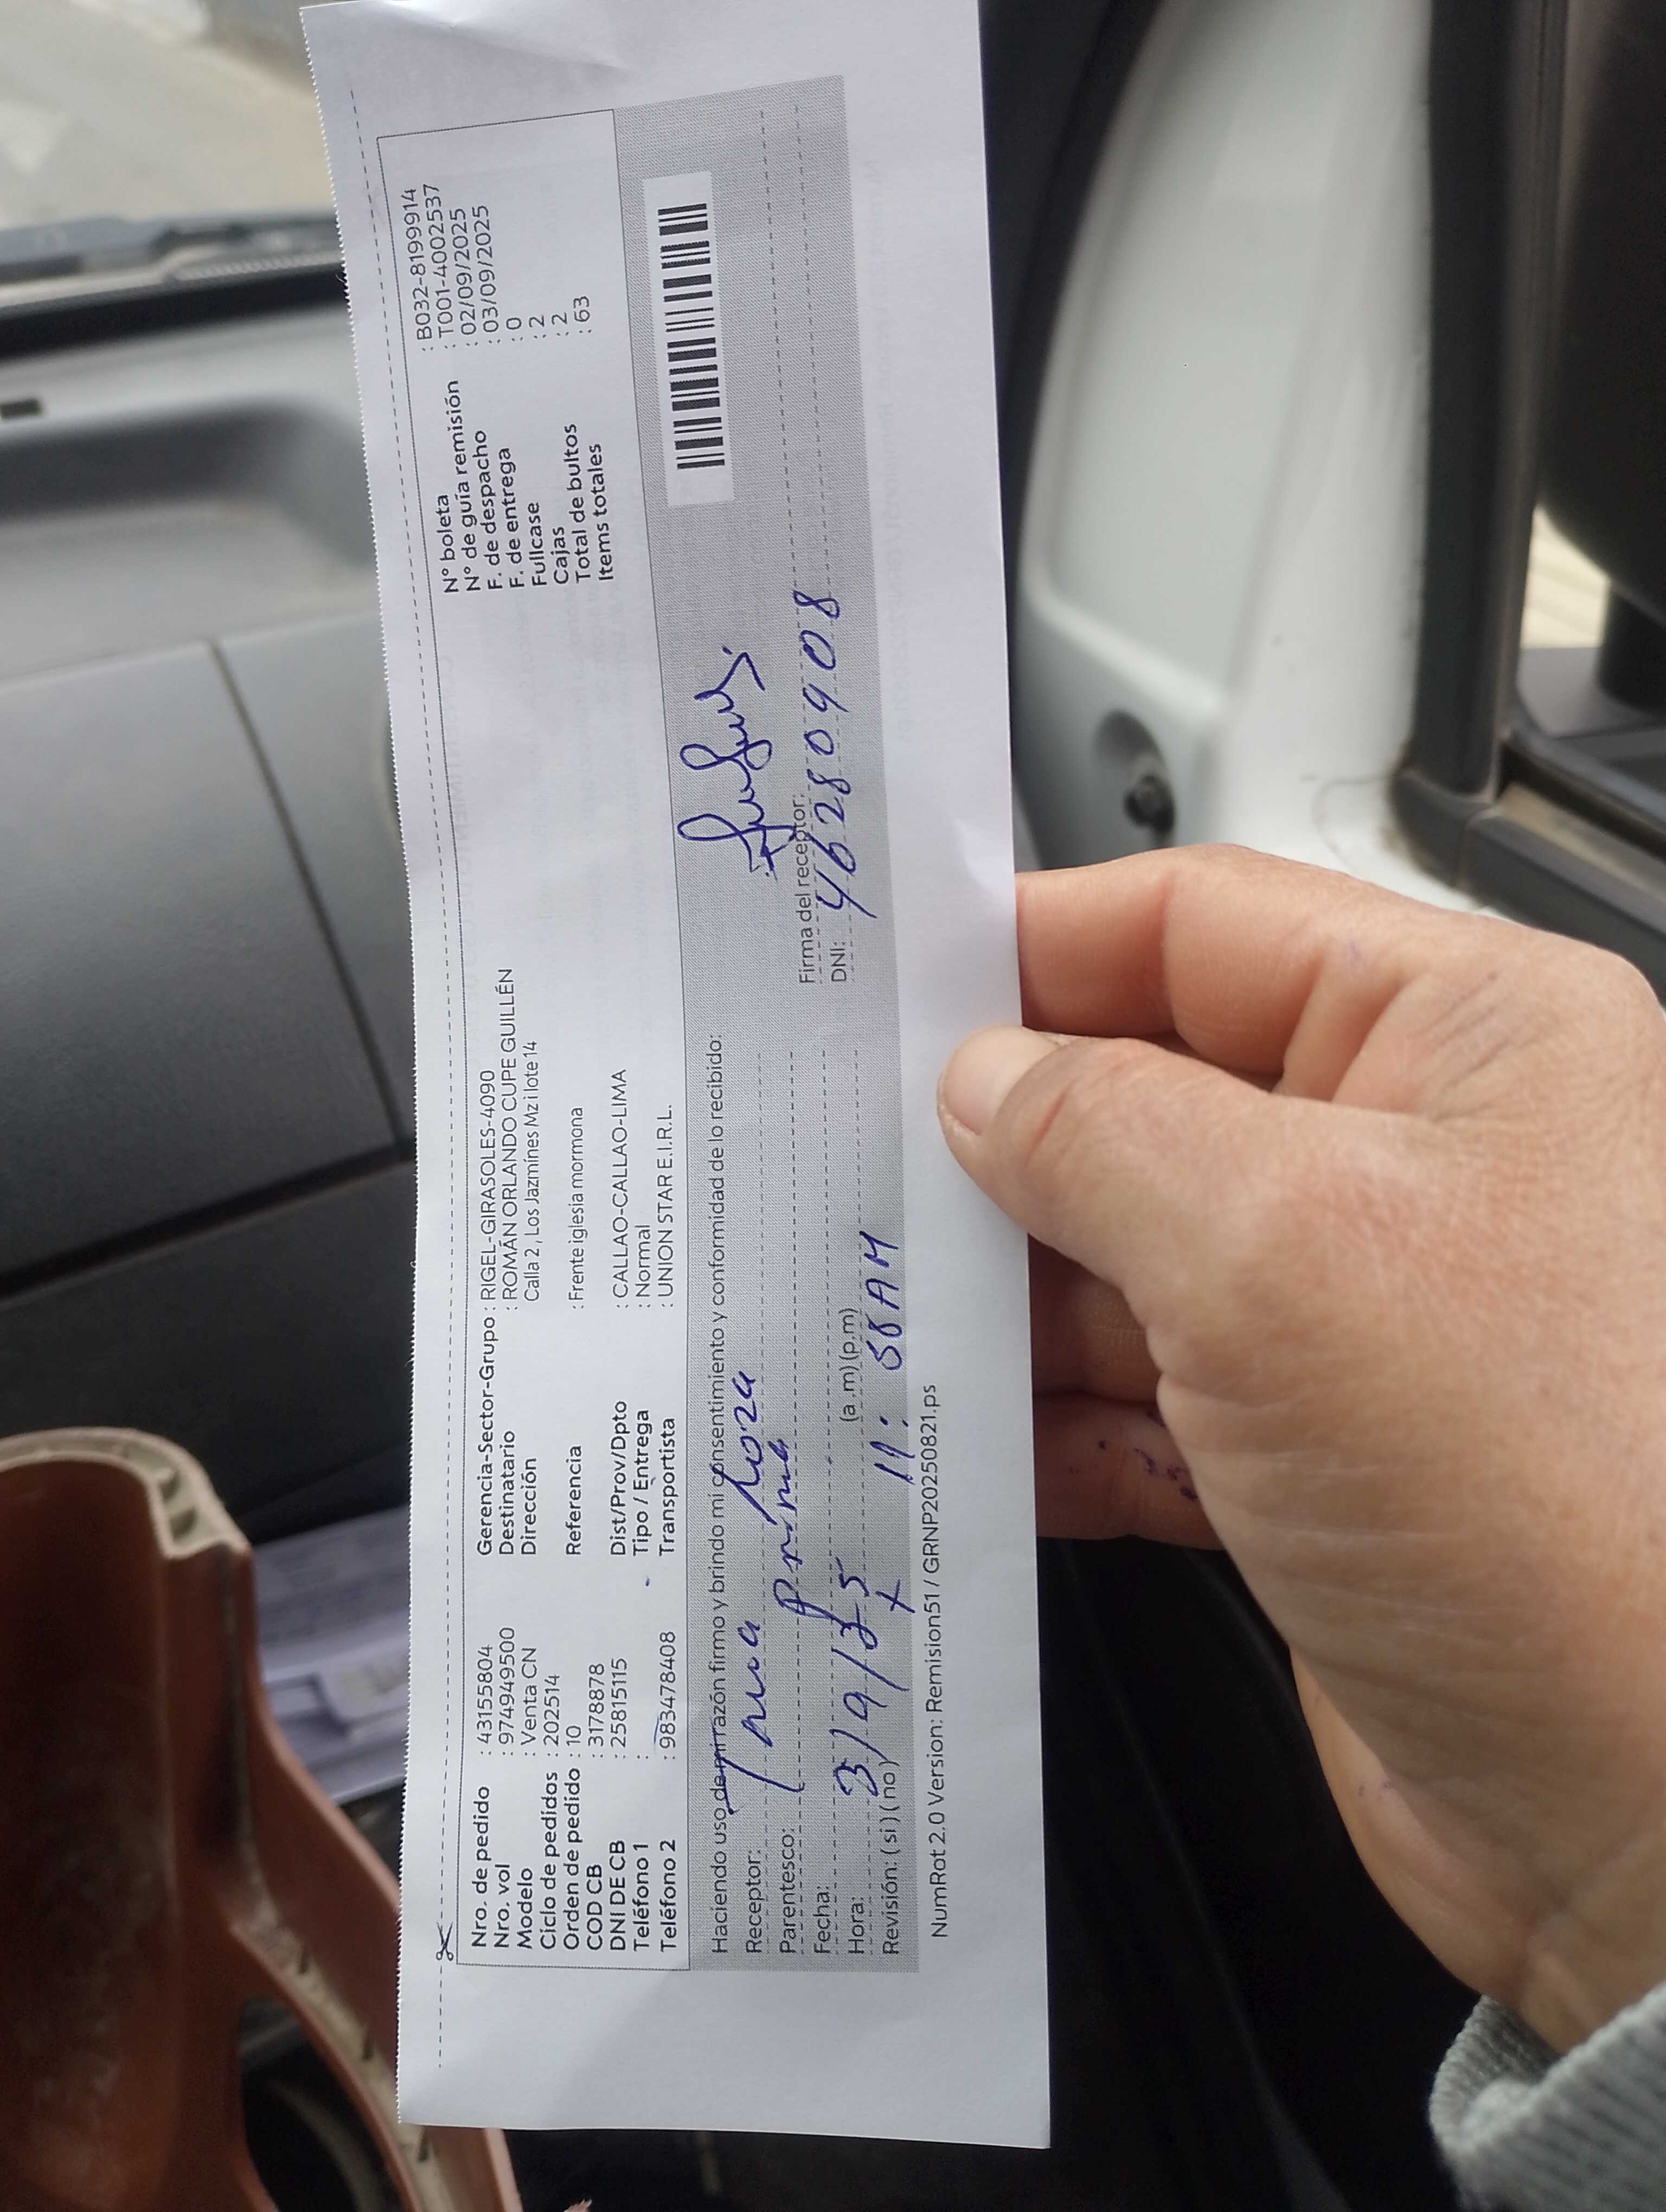 Nro. de pedido : 43155804
Nro. vol : 974949500
Modelo : Venta CN
Ciclo de pedidos : 202514
Orden de pedido : 10
COD CB : 3178878
DNI DE CB : 25815115
Teléfono 1 :
Teléfono 2 : 983478408
Gerencia-Sector-Grupo : RIGEL-GIRASOLES-4090
Destinatario : ROMÁN ORLANDO CUPE GUILLÉN
Dirección Calla 2 , Los Jazmínes Mz i lote 14
Referencia : Frente iglesia mormona
Dist/Prov/Dpto : CALLAO-CALLAO-LIMA
Tipo / Entrega : Normal
Transportista : UNION STAR E.I.R.L.
N° boleta : B032-8199914
N° de guía remisión : T001-4002537
F. de despacho : 02/09/2025
F. de entrega : 03/09/2025
Fullcase : 0
Cajas : 2
Total de bultos : 2
Items totales : 63
Haciendo uso de mi razón firmo y brindo mi consentimiento y conformidad de lo recibido:
Receptor: Loza
Parentesco: Prima
Fecha: 3/9/25
Hora: (a .m) (p.m) 11: 58 AM
Revisión: ( si ) ( no )
Firma del receptor:
DNI: 46280908
NumRot 2.0 Version: Remision51 / GRNP20250821.ps